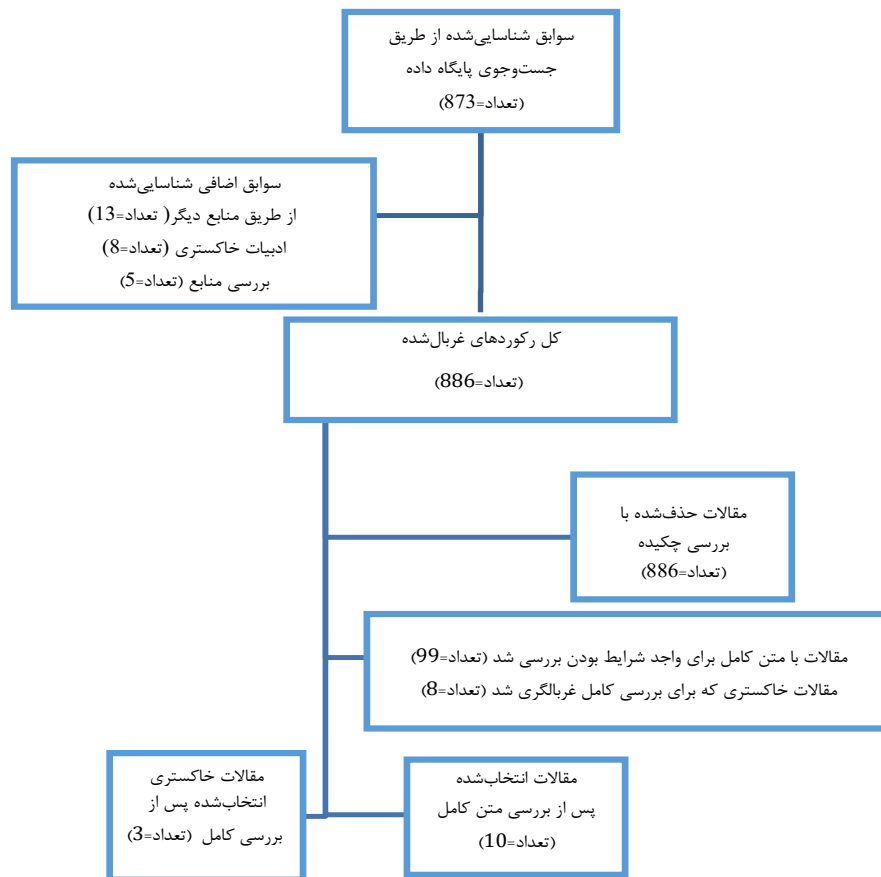 سوابق شناسایی‌شده از طریق
جست‌وجوی پایگاه داده
(تعداد=873)
سوابق اضافی شناسایی‌شده
از طریق منابع دیگر( تعداد=13)
ادبیات خاکستری (تعداد=8)
بررسی منابع (تعداد=5)
کل رکوردهای غربال‌شده
(تعداد=886)
مقالات حذف‌شده با
بررسی چکیده
(تعداد=886)
مقالات با متن کامل برای واجد شرایط بودن بررسی شد (تعداد=99)
مقالات خاکستری که برای بررسی کامل غربالگری شد (تعداد=8)
مقالات انتخاب‌شده
پس از بررسی متن کامل
(تعداد=10)
مقالات خاکستری
انتخاب‌شده پس از
بررسی کامل (تعداد=3)